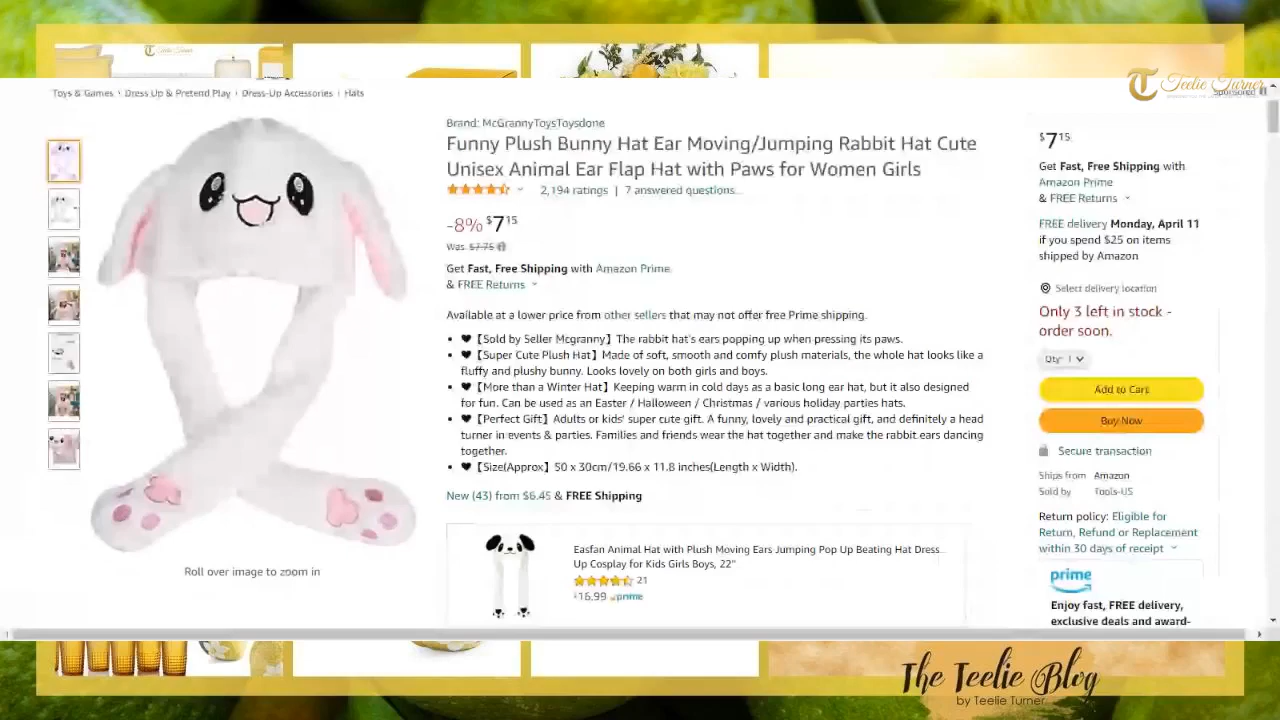 Teelie Turner
Toys & Games › Dress Up & Pretend Play › Dress-Up Accessories › Hats
Teelie Turner
Sponsored
Brand: McGrannyToysToysdone
Funny Plush Bunny Hat Ear Moving/Jumping Rabbit Hat Cute
Unisex Animal Ear Flap Hat with Paws for Women Girls
2,194 ratings | 7 answered questions
-8% $7 15
Was: $7.75
Get Fast, Free Shipping with Amazon Prime
& FREE Returns
Available at a lower price from other sellers that may not offer free Prime shipping.
♥【Sold by Seller Mcgranny】The rabbit hat's ears popping up when pressing its paws.
♥【Super Cute Plush Hat】Made of soft, smooth and comfy plush materials, the whole hat looks like a
fluffy and plushy bunny. Looks lovely on both girls and boys.
♥【More than a Winter Hat】Keeping warm in cold days as a basic long ear hat, but it also designed
for fun. Can be used as an Easter / Halloween / Christmas / various holiday parties hats.
♥【Perfect Gift】Adults or kids' super cute gift. A funny, lovely and practical gift, and definitely a head
turner in events & parties. Families and friends wear the hat together and make the rabbit ears dancing
together.
♥【Size(Approx】50 x 30cm/19.66 x 11.8 inches(Length x Width).
New (43) from $6.45 & FREE Shipping
Easfan Animal Hat with Plush Moving Ears Jumping Pop Up Beating Hat Dress
Up Cosplay for Kids Girls Boys, 22"
21
$16.99 prime
Roll over image to zoom in
$7 15
Get Fast, Free Shipping with
Amazon Prime
& FREE Returns
FREE delivery Monday, April 11
if you spend $25 on items
shipped by Amazon
Select delivery location
Only 3 left in stock -
order soon.
Qty: 1
Add to Cart
Buy Now
Secure transaction
Ships from Amazon
Sold by Tools-US
Return policy: Eligible for
Return, Refund or Replacement
within 30 days of receipt
prime
Enjoy fast, FREE delivery,
exclusive deals and award-
The Teelie Blog
by Teelie Turner